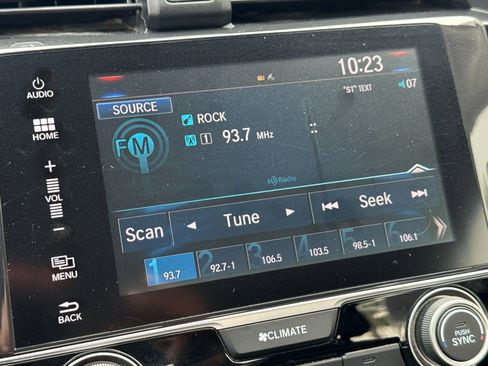 10:23
AUDIO
SOURCE
"ST" TEXT
07
ROCK
HOME
FM
1 93.7 MHz
+
VOL
-
HD Radio
Scan
Tune
Seek
MENU
1 93.7
2 92.7-1
3 106.5
4 103.5
5 98.5-1
6 106.1
BACK
CLIMATE
PUSH
SYNC